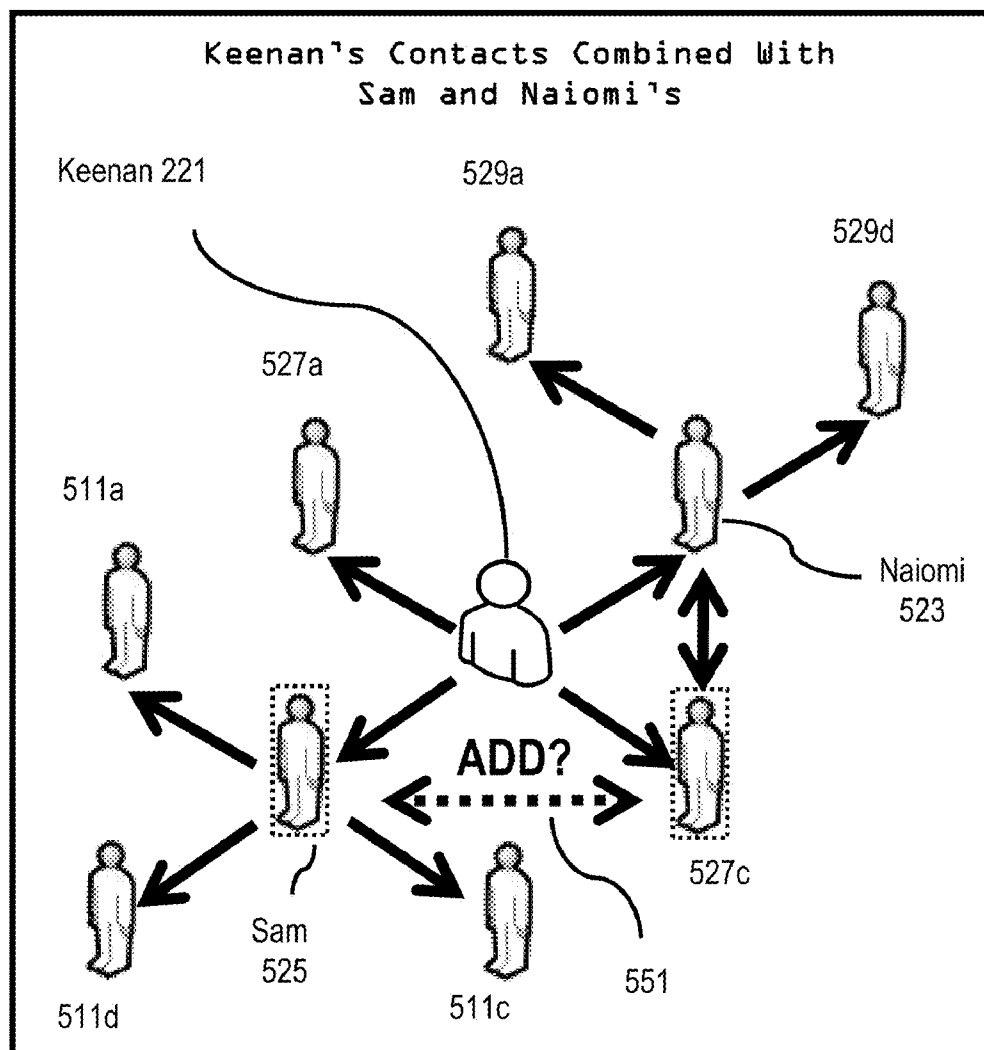 Keenan's Contacts Combined With
Sam and Naiomi's
Keenan 221
529a
529d
527a
511a
Naiomi
523
ADD?
527c
Sam
525
551
511d
511c